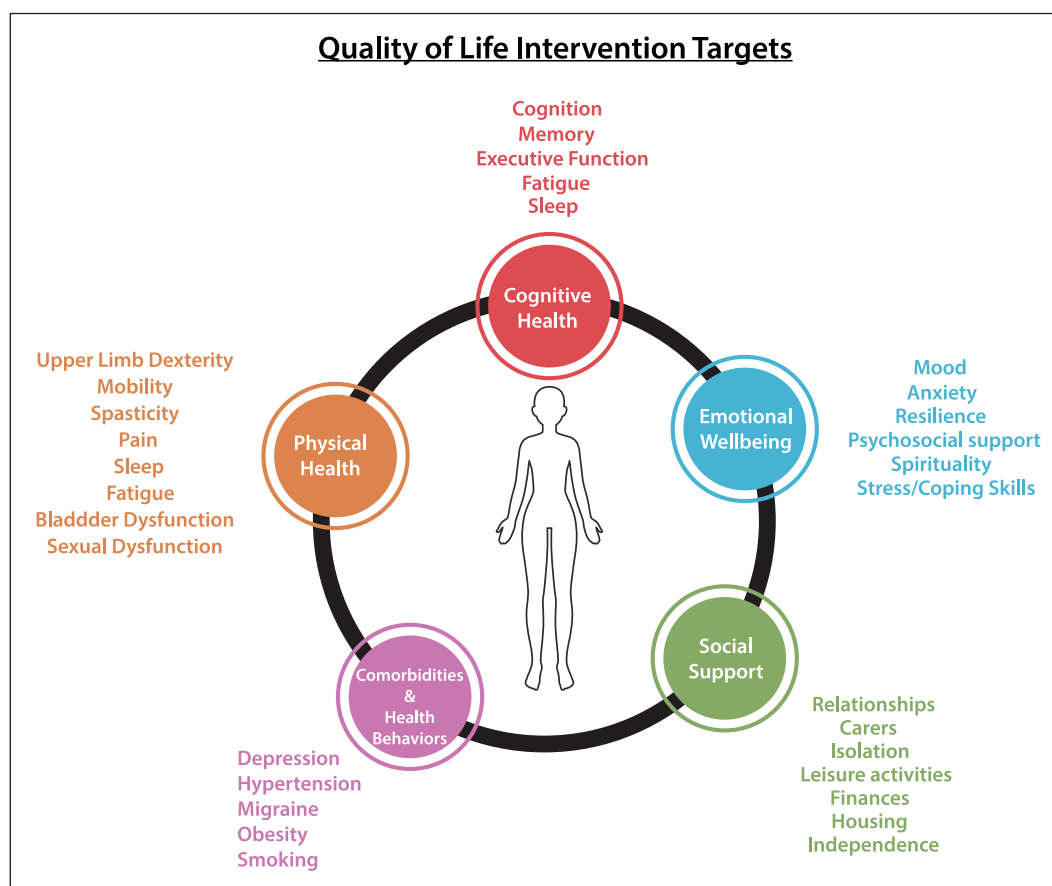 Quality of Life Intervention Targets
Cognition
Memory
Executive Function
Fatigue
Sleep
Cognitive
Health
Upper Limb Dexterity
Mobility
Spasticity
Pain
Sleep
Fatigue
Bladdder Dysfunction
Sexual Dysfunction
Physical
Health
Emotional
Wellbeing
Mood
Anxiety
Resilience
Psychosocial support
Spirituality
Stress/Coping Skills
Comorbidities
&
Health
Behaviors
Depression
Hypertension
Migraine
Obesity
Smoking
Social
Support
Relationships
Carers
Isolation
Leisure activities
Finances
Housing
Independence